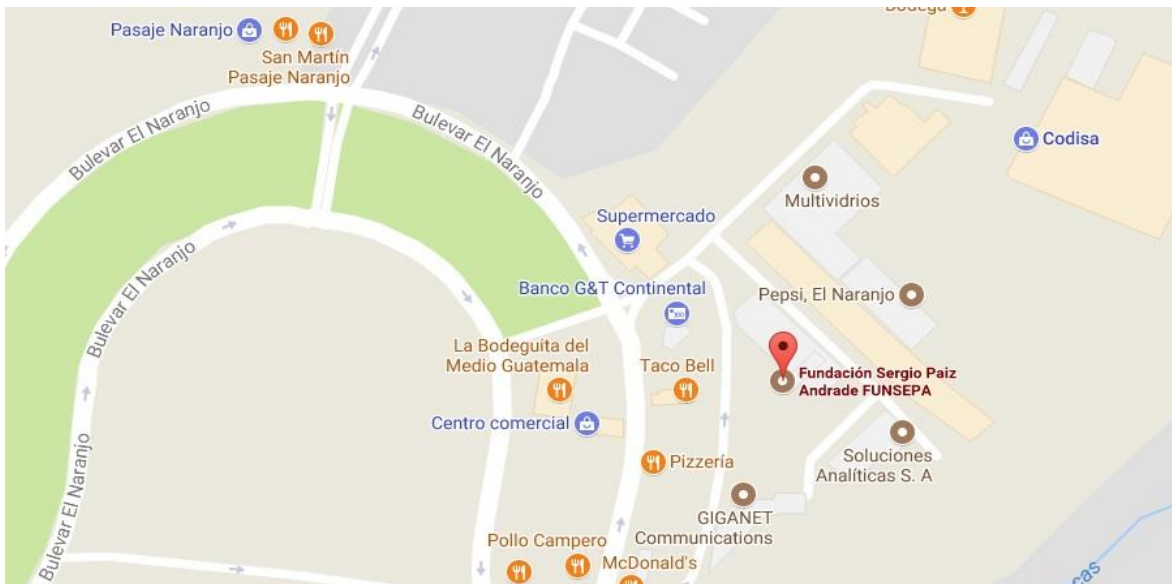 Bodega
Pasaje Naranjo
San Martín
Pasaje Naranjo
Bulevar El Naranjo
Bulevar El Naranjo
Codisa
Multividrios
Supermercado
Bulevar El Naranjo
Banco G&T Continental
Pepsi, El Naranjo
La Bodeguita del
Medio Guatemala
Taco Bell
Fundación Sergio Paiz
Andrade FUNSEPA
Centro comercial
Bulevar El Naranjo
Pizzería
Soluciones
Analíticas S. A
GIGANET
Communications
Pollo Campero
McDonald's